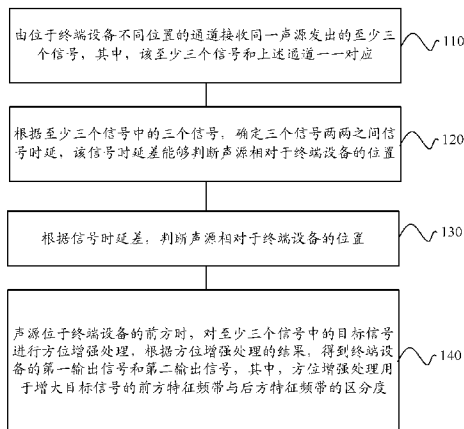 由位于终端设备不同位置的通道接收同一声源发出的至少三
个信号，其中，该至少三个信号和上述通道一一对应
110
根据至少三个信号中的三个信号，确定三个信号两两之间信
号时延，该信号时延差能够判断声源相对于终端设备的位置
120
根据信号时延差，判断声源相对于终端设备的位置
130
声源位于终端设备的前方时，对至少三个信号中的目标信号
进行方位增强处理，根据方位增强处理的结果，得到终端设
备的第一输出信号和第二输出信号，其中，方位增强处理用
于增大目标信号的前方特征频带与后方特征频带的区分度
140